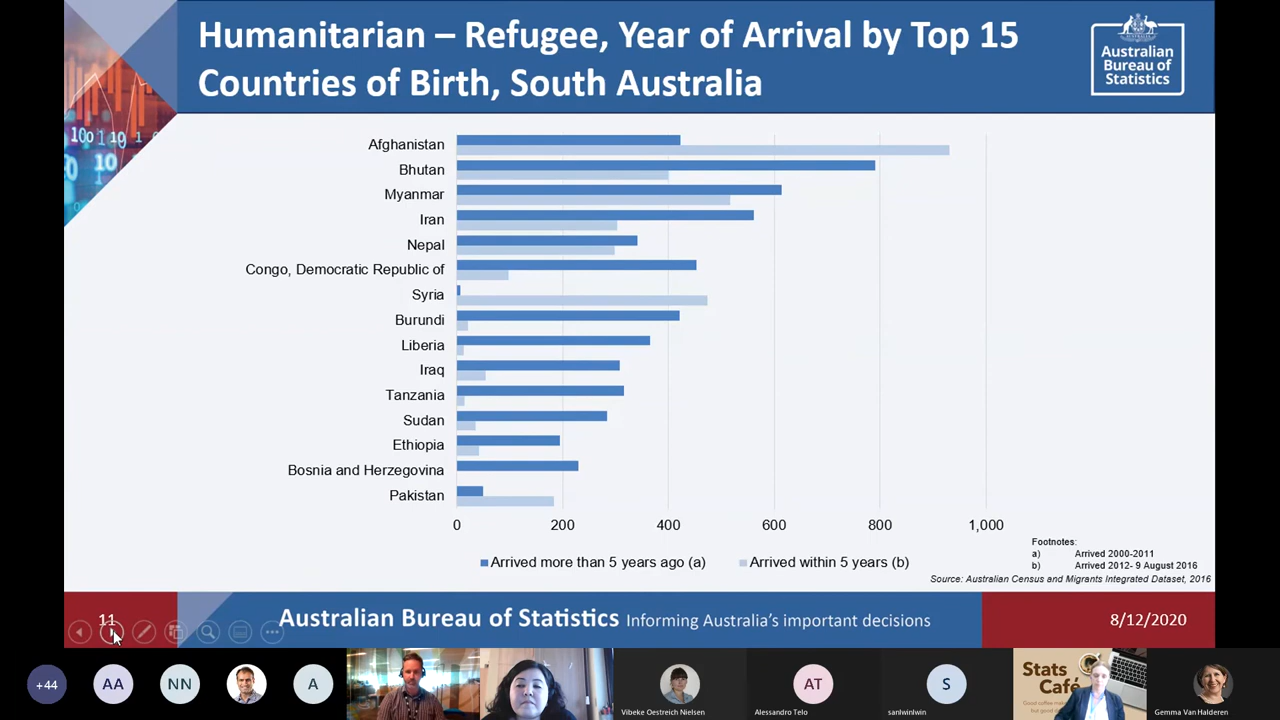 Humanitarian – Refugee, Year of Arrival by Top 15
Countries of Birth, South Australia
Australian
Bureau of
Statistics
Afghanistan
Bhutan
Myanmar
Iran
Nepal
Congo, Democratic Republic of
Syria
Burundi
Liberia
Iraq
Tanzania
Sudan
Ethiopia
Bosnia and Herzegovina
Pakistan
0 200 400 600 800 1,000
Arrived more than 5 years ago (a) Arrived within 5 years (b)
Footnotes:
a) Arrived 2000-2011
b) Arrived 2012- 9 August 2016
Source: Australian Census and Migrants Integrated Dataset, 2016
11
Australian Bureau of Statistics Informing Australia's important decisions
8/12/2020
+44
AA
NN
A
Vibeke Oestreich Nielsen
AT
Alessandro Telo
S
sanlwinlwin
Stats
Café
Gemma Van Halderen